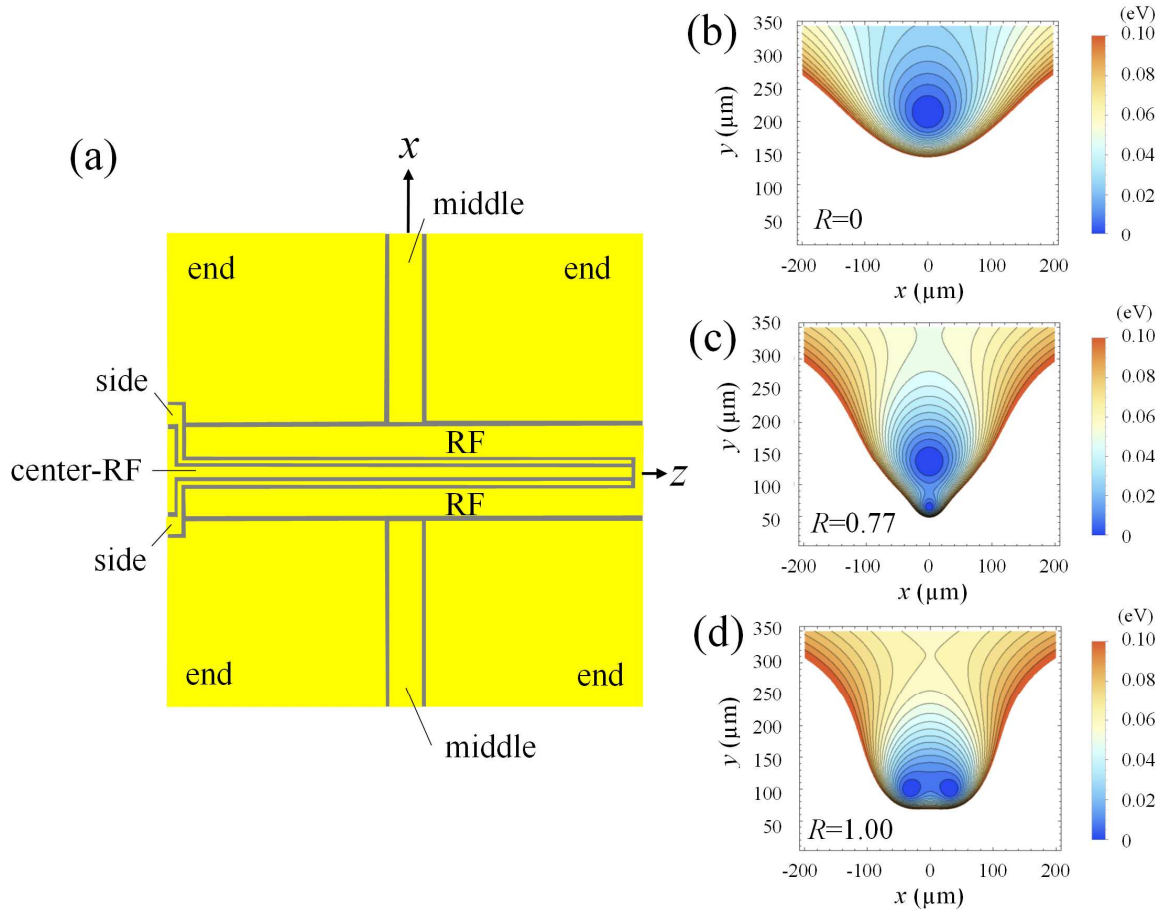 (a)
x
middle
end
end
side
RF
center-RF
z
RF
side
end
end
middle
(b)
(eV)
350
300
250
200
150
100
50
y (µm)
R=0
-200
-100
0
100
200
x (µm)
0.10
0.08
0.06
0.04
0.02
0
(c)
(eV)
350
300
250
200
150
100
50
y (µm)
R=0.77
-200
-100
0
100
200
x (µm)
0.10
0.08
0.06
0.04
0.02
0
(d)
(eV)
350
300
250
200
150
100
50
y (µm)
R=1.00
-200
-100
0
100
200
x (µm)
0.10
0.08
0.06
0.04
0.02
0